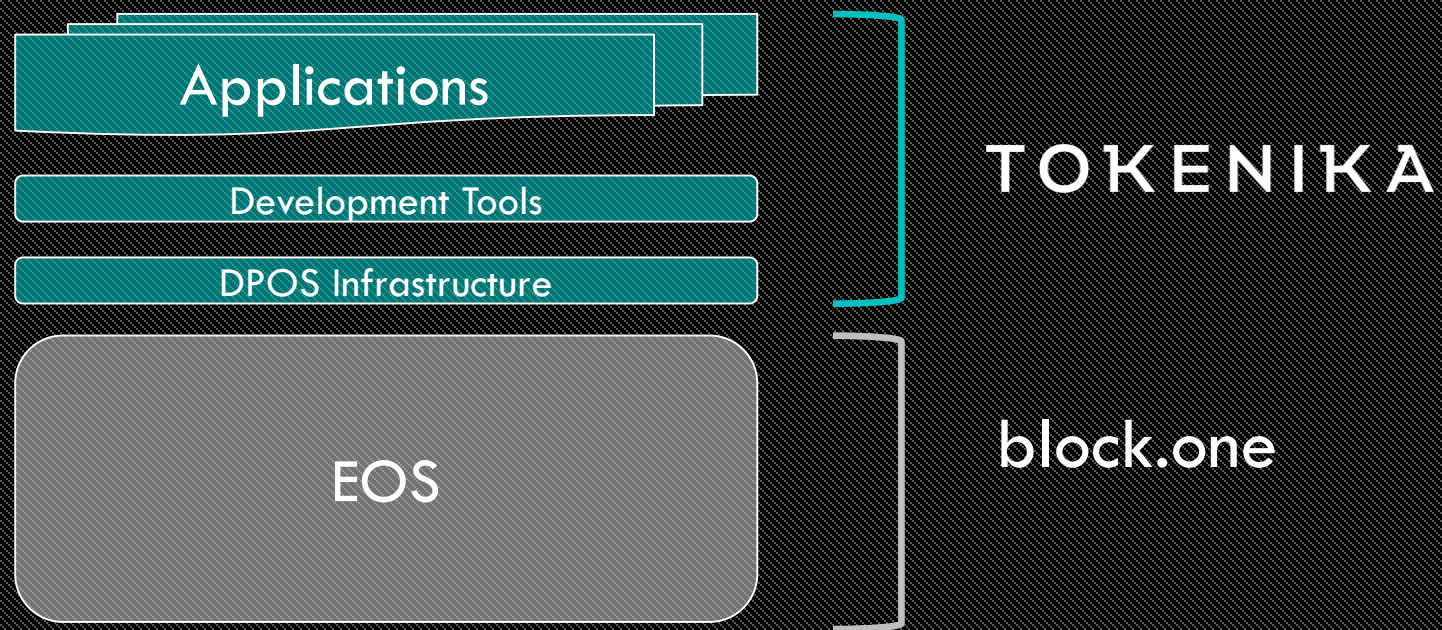 Applications
Development Tools
DPOS Infrastructure
EOS
TOKENIKA
block.one